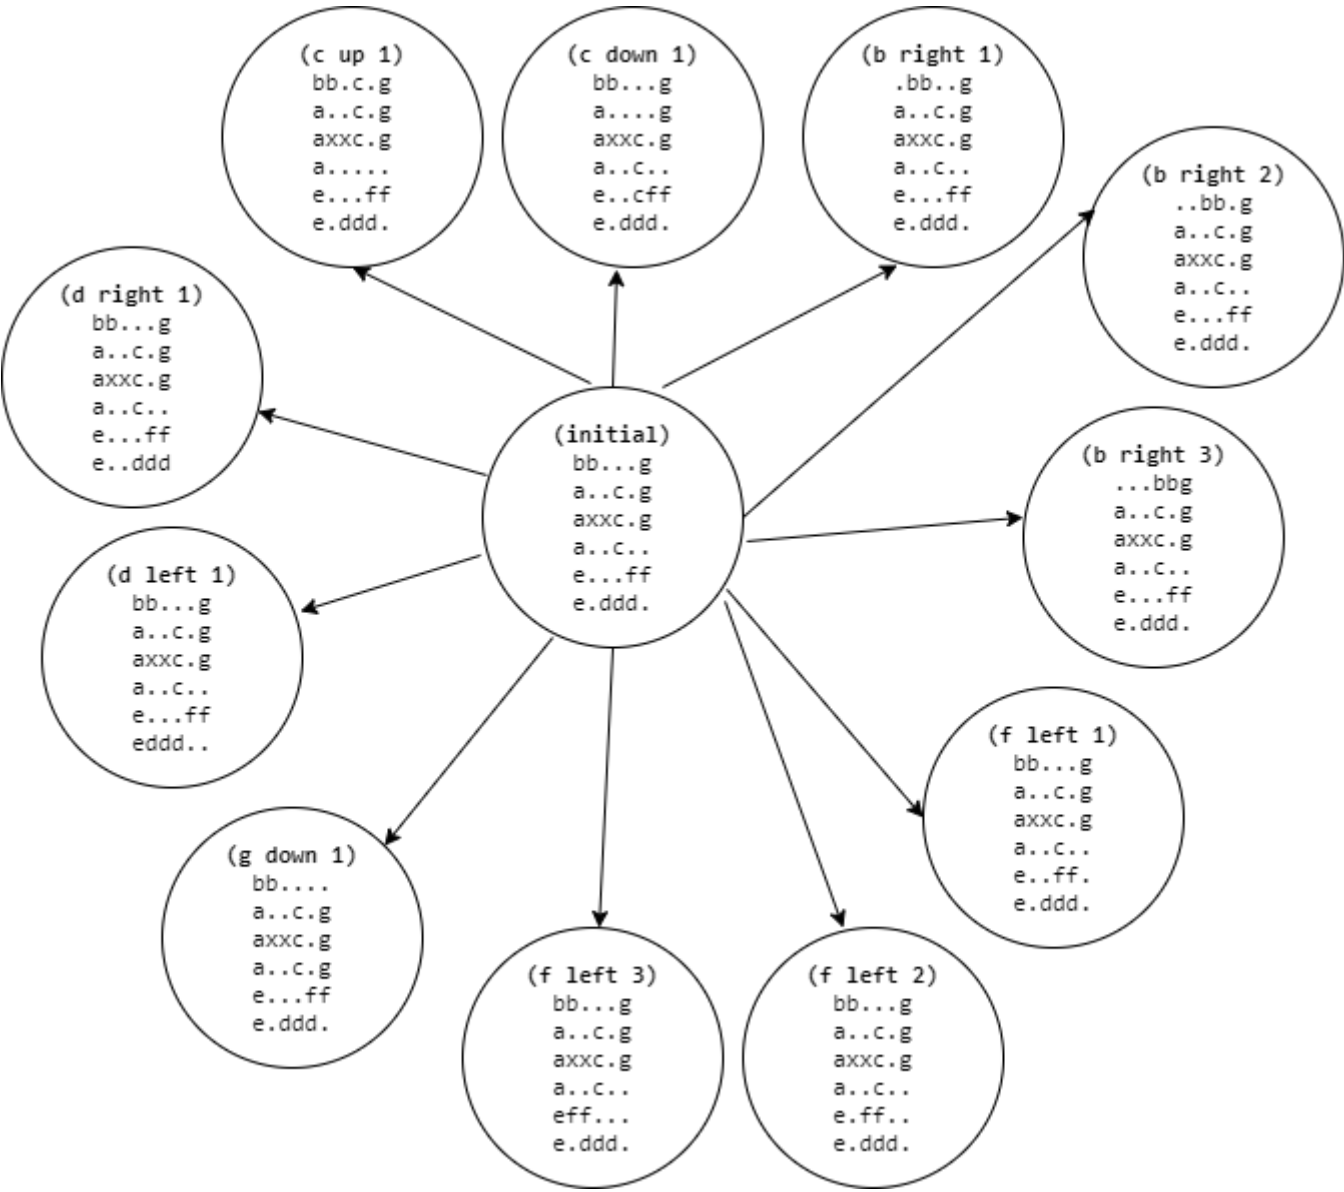 (c up 1)
bb.c.g
a..c.g
axxc.g
a.....
e...ff
e.ddd.
(c down 1)
bb...g
a....g
axxc.g
a..c..
e..cff
e.ddd.
(b right 1)
.bb..g
a..c.g
axxc.g
a..c..
e...ff
e.ddd.
(b right 2)
..bb.g
a..c.g
axxc.g
a..c..
e...ff
e.ddd.
(d right 1)
bb...g
a..c.g
axxc.g
a..c..
e...ff
e..ddd
(initial)
bb...g
a..c.g
axxc.g
a..c..
e...ff
e.ddd.
(b right 3)
...bbg
a..c.g
axxc.g
a..c..
e...ff
e.ddd.
(d left 1)
bb...g
a..c.g
axxc.g
a..c..
e...ff
eddd..
(f left 1)
bb...g
a..c.g
axxc.g
a..c..
e..ff.
e.ddd.
(g down 1)
bb....
a..c.g
axxc.g
a..c.g
e...ff
e.ddd.
(f left 3)
bb...g
a..c.g
axxc.g
a..c..
eff...
e.ddd.
(f left 2)
bb...g
a..c.g
axxc.g
a..c..
e.ff..
e.ddd.